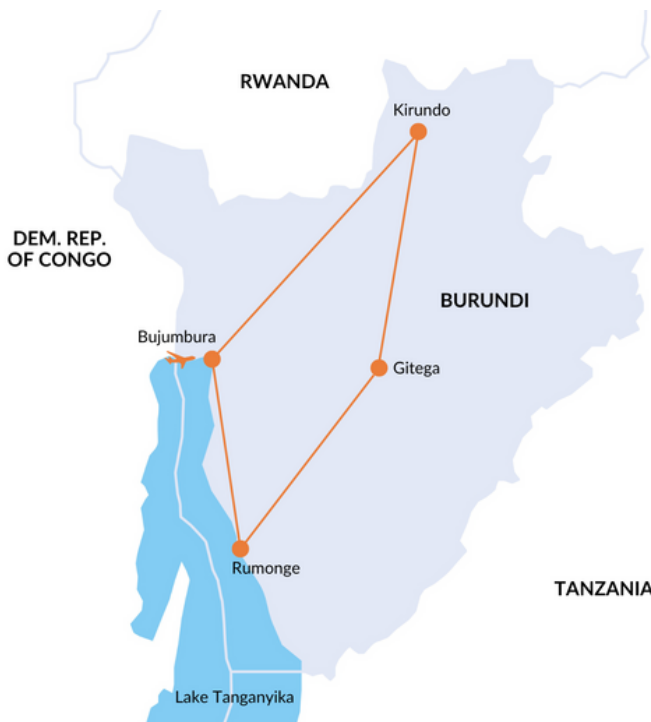 RWANDA
Kirundo
DEM. REP.
OF CONGO
BURUNDI
Bujumbura
Gitega
Rumonge
TANZANIA
Lake Tanganyika